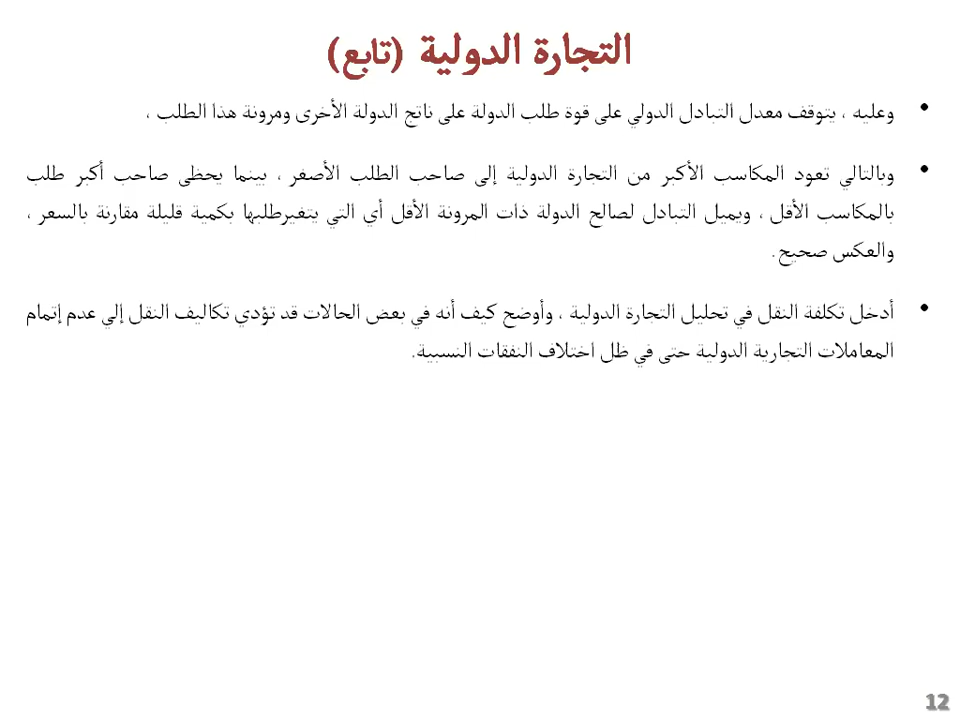 التجارة الدولية (تابع)
• وعليه ، يتوقف معدل التبادل الدولي على قوة طلب الدولة على ناتج الدولة الأخرى ومرونة هذا الطلب ،
• وبالتالي تعود المكاسب الأكبر من التجارة الدولية إلى صاحب الطلب الأصغر ، بينما يحظى صاحب أكبر طلب
بالمكاسب الأقل ، ويميل التبادل لصالح الدولة ذات المرونة الأقل أي التي يتغيرطلبها بكمية قليلة مقارنة بالسعر ،
والعكس صحيح.
• أدخل تكلفة النقل في تحليل التجارة الدولية ، وأوضح كيف أنه في بعض الحالات قد تؤدي تكاليف النقل إلي عدم إتمام
المعاملات التجارية الدولية حتى في ظل اختلاف النفقات النسبية.
12